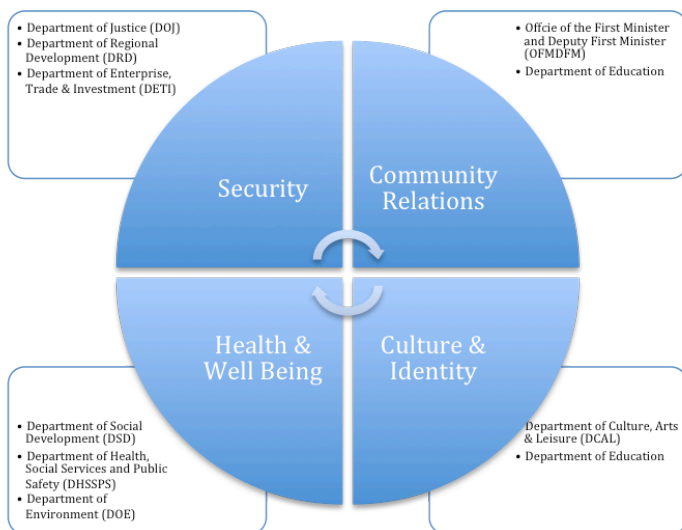 • Department of Justice (DOJ)
• Department of Regional
Development (DRD)
• Department of Enterprise,
Trade & Investment (DETI)
• Offcie of the First Minister
and Deputy First Minister
(OFMDFM)
• Department of Education
Security
Community
Relations
Health &
Well Being
Culture &
Identity
• Department of Social
Development (DSD)
• Department of Health,
Social Services and Public
Safety (DHSSPS)
• Department of
Environment (DOE)
Department of Culture, Arts
& Leisure (DCAL)
• Department of Education